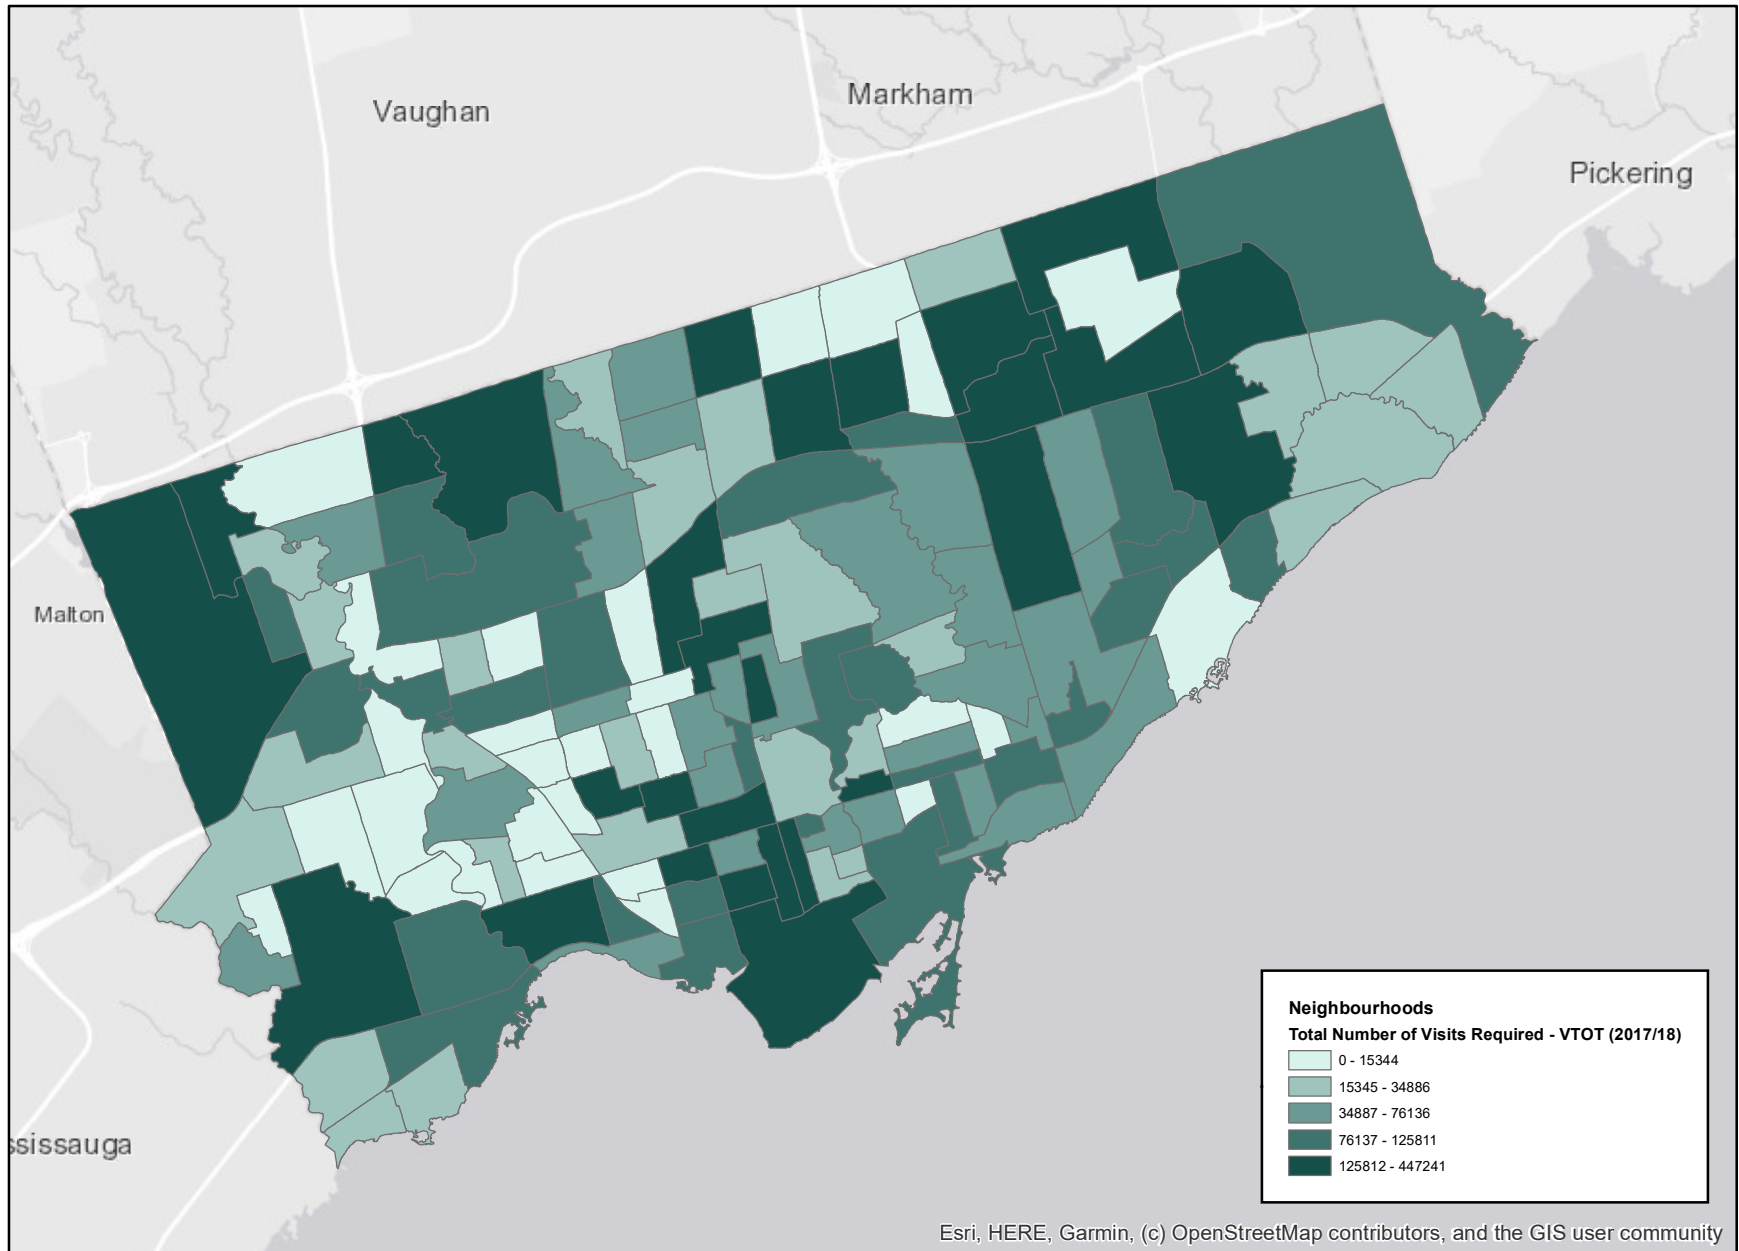 Markham
Vaughan
Pickering
Malton
ssissauga
Neighbourhoods
Total Number of Visits Required - VTOT (2017/18)
0 - 15344
15345 - 34886
34887 - 76136
76137 - 125811
125812 - 447241
Esri, HERE, Garmin, (c) OpenStreetMap contributors, and the GIS user community